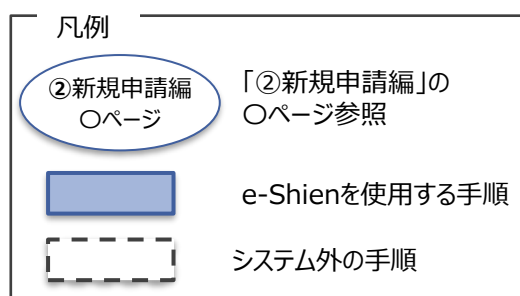 凡例
②新規申請編
〇ページ
「②新規申請編」の
〇ページ参照
e-Shienを使用する手順
システム外の手順